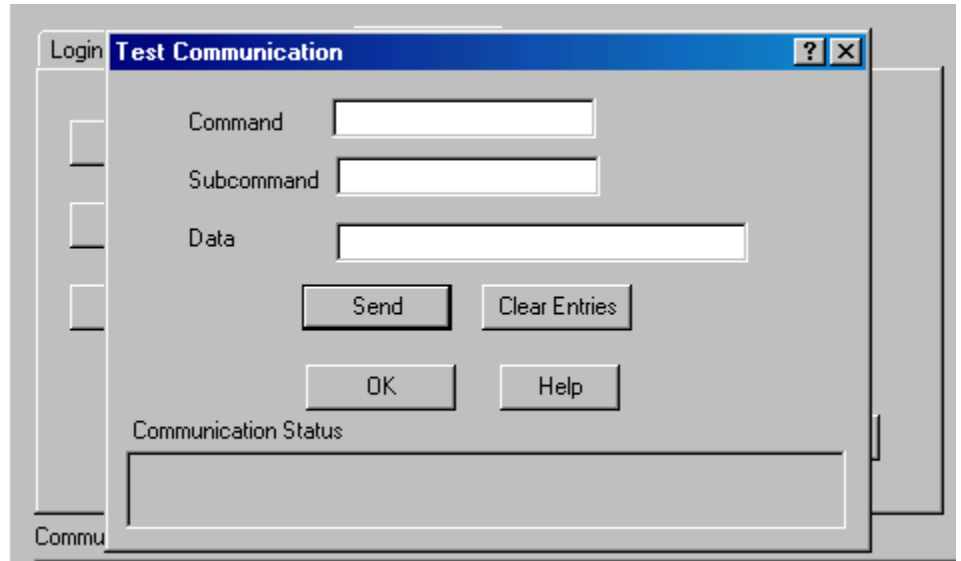 Login
Test Communication
Command
Subcommand
Data
Send Clear Entries
OK Help
Communication Status
Commu